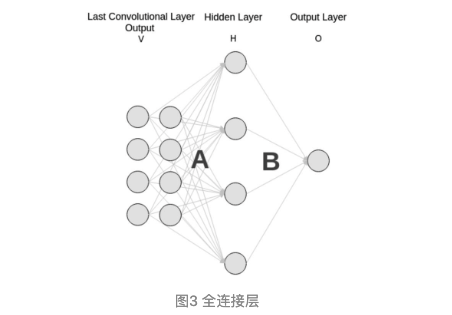 Last Convolutional Layer
Output
V
Hidden Layer
H
Output Layer
O
A
B
图3 全连接层